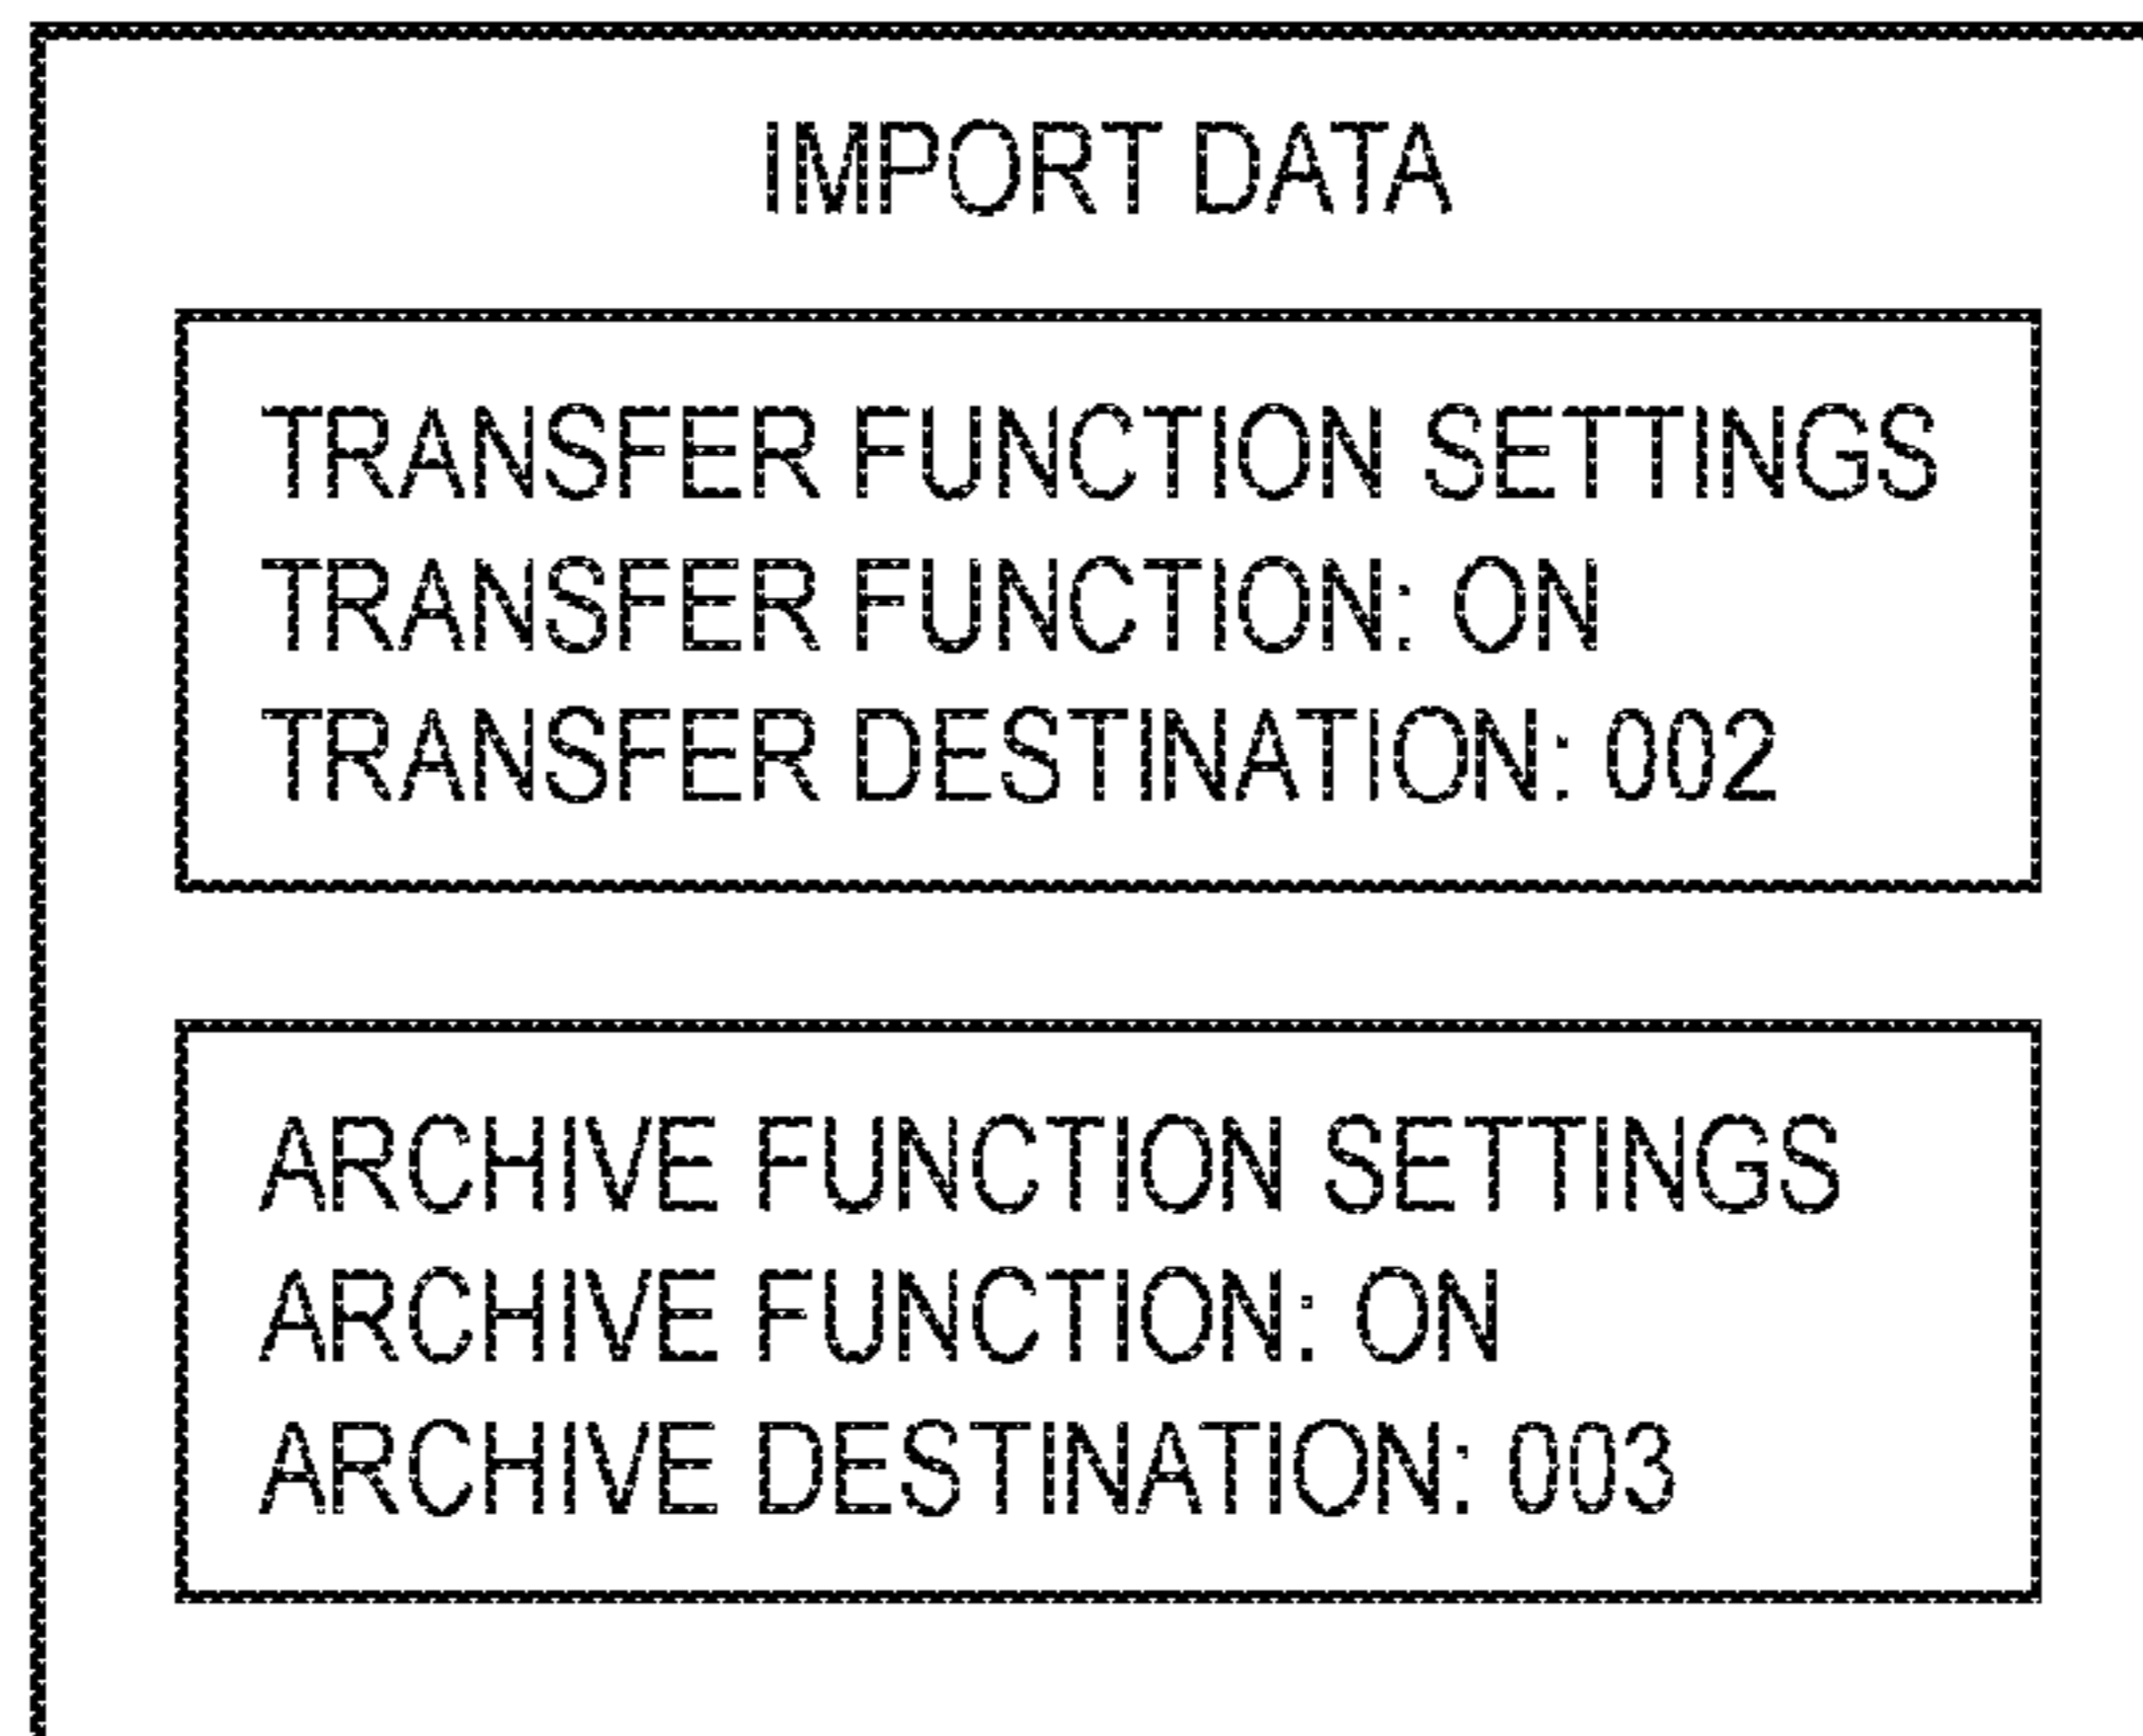 IMPORT DATA
TRANSFER FUNCTION SETTINGS
TRANSFER FUNCTION: ON
TRANSFER DESTINATION: 002
ARCHIVE FUNCTION SETTINGS
ARCHIVE FUNCTION: ON
ARCHIVE DESTINATION: 003